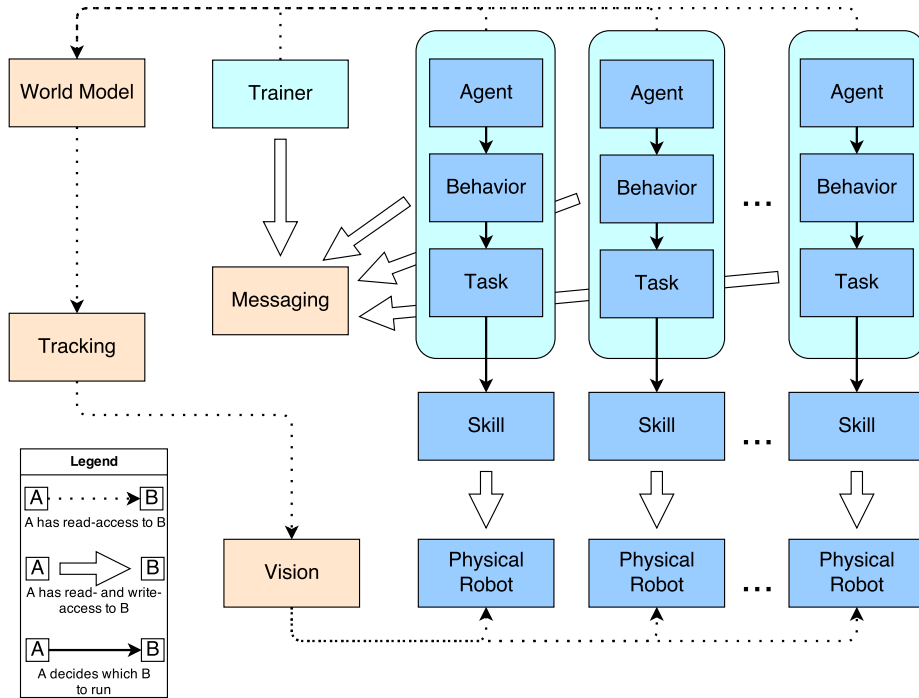 World Model
Trainer
Agent
Agent
Agent
Behavior
Behavior
Behavior
...
Messaging
Task
Task
Task
Tracking
Skill
Skill
...
Skill
Legend
A
B
A has read-access to B
A
B
A has read- and write-
access to B
A
B
A decides which B
to run
Vision
Physical
Robot
Physical
Robot
...
Physical
Robot